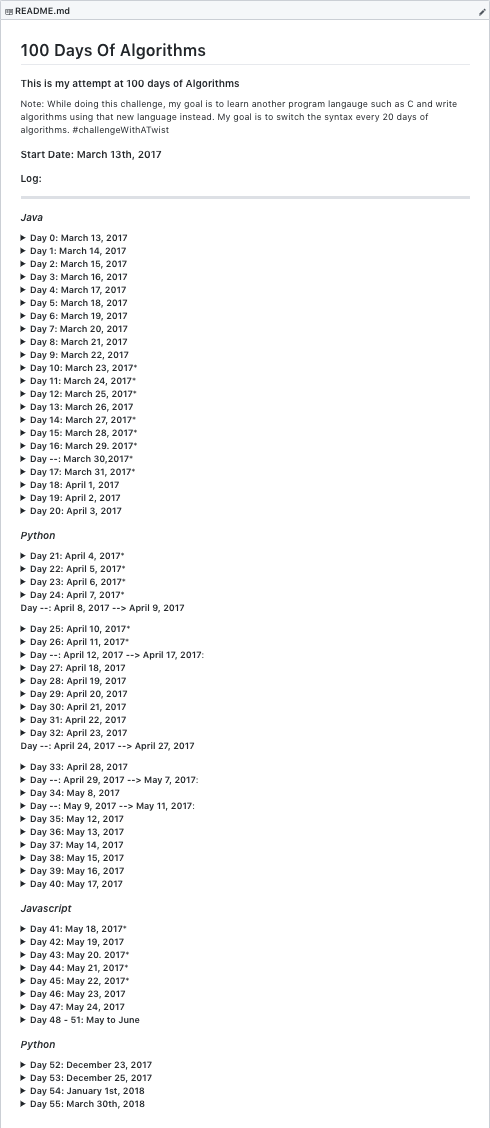 README.md
100 Days Of Algorithms
This is my attempt at 100 days of Algorithms
Note: While doing this challenge, my goal is to learn another program langauge such as C and write
algorithms using that new language instead. My goal is to switch the syntax every 20 days of
algorithms. #challengeWithATwist
Start Date: March 13th, 2017
Log:
Java
▶ Day 0: March 13, 2017
▶ Day 1: March 14, 2017
▶ Day 2: March 15, 2017
▶ Day 3: March 16, 2017
▶ Day 4: March 17, 2017
▶ Day 5: March 18, 2017
▶ Day 6: March 19, 2017
▶ Day 7: March 20, 2017
▶ Day 8: March 21, 2017
▶ Day 9: March 22, 2017
▶ Day 10: March 23, 2017*
▶ Day 11: March 24, 2017*
▶ Day 12: March 25, 2017*
▶ Day 13: March 26, 2017
▶ Day 14: March 27, 2017*
▶ Day 15: March 28, 2017*
▶ Day 16: March 29. 2017*
▶ Day --: March 30,2017*
▶ Day 17: March 31, 2017*
▶ Day 18: April 1, 2017
▶ Day 19: April 2, 2017
▶ Day 20: April 3, 2017
Python
▶ Day 21: April 4, 2017*
▶ Day 22: April 5, 2017*
▶ Day 23: April 6, 2017*
▶ Day 24: April 7, 2017*
Day --: April 8, 2017 --> April 9, 2017
▶ Day 25: April 10, 2017*
▶ Day 26: April 11, 2017*
▶ Day --: April 12, 2017 --> April 17, 2017:
▶ Day 27: April 18, 2017
▶ Day 28: April 19, 2017
▶ Day 29: April 20, 2017
▶ Day 30: April 21, 2017
▶ Day 31: April 22, 2017
▶ Day 32: April 23, 2017
Day --: April 24, 2017 --> April 27, 2017
▶ Day 33: April 28, 2017
▶ Day --: April 29, 2017 --> May 7, 2017:
▶ Day 34: May 8, 2017
▶ Day --: May 9, 2017 --> May 11, 2017:
▶ Day 35: May 12, 2017
▶ Day 36: May 13, 2017
▶ Day 37: May 14, 2017
▶ Day 38: May 15, 2017
▶ Day 39: May 16, 2017
▶ Day 40: May 17, 2017
Javascript
▶ Day 41: May 18, 2017*
▶ Day 42: May 19, 2017
▶ Day 43: May 20. 2017*
▶ Day 44: May 21, 2017*
▶ Day 45: May 22, 2017*
▶ Day 46: May 23, 2017
▶ Day 47: May 24, 2017
▶ Day 48 - 51: May to June
Python
▶ Day 52: December 23, 2017
▶ Day 53: December 25, 2017
▶ Day 54: January 1st, 2018
▶ Day 55: March 30th, 2018